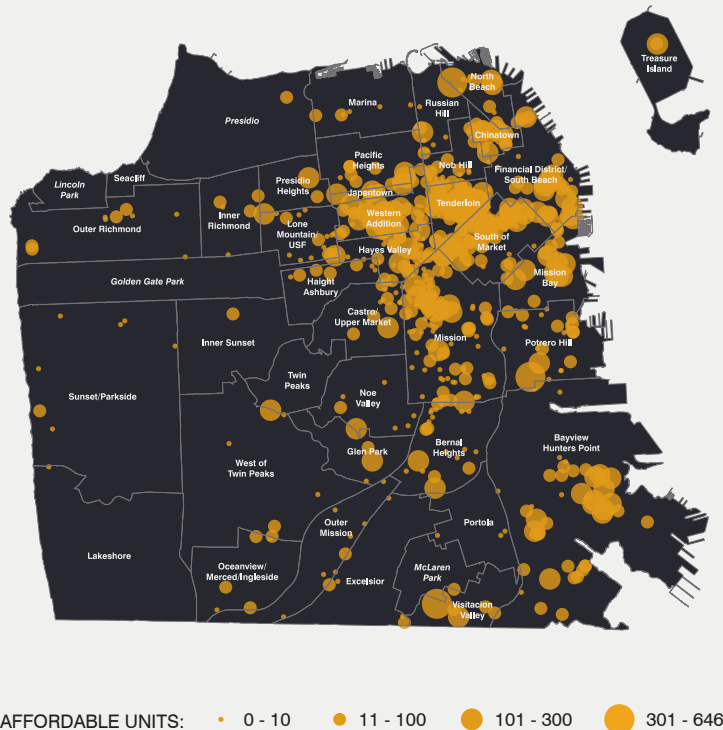 Treasure
Island
North
Beach
Marina
Russian
Hill
Presidio
Chinatown
Pacific
Heights
Nob Hill
Financial District/
South Beach
Seacliff
Lincoln
Park
Presidio
Heights
Japantown
Tenderloin
Outer Richmond
Inner
Richmond
Lone
Mountain/
USF
Western
Addition
South of
Market
Hayes Valley
Golden Gate Park
Haight
Ashbury
Mission
Bay
Castro/
Upper Market
Inner Sunset
Mission
Potrero Hill
Twin
Peaks
Sunset/Parkside
Noe
Valley
Glen Park
Bernal
Heights
Bayview
Hunters Point
West of
Twin Peaks
Outer
Mission
Portola
Lakeshore
Oceanview/
Merced/Ingleside
Excelsior
McLaren
Park
Visitacion
Valley
AFFORDABLE UNITS:
0 - 10
11 - 100
101 - 300
301 - 646